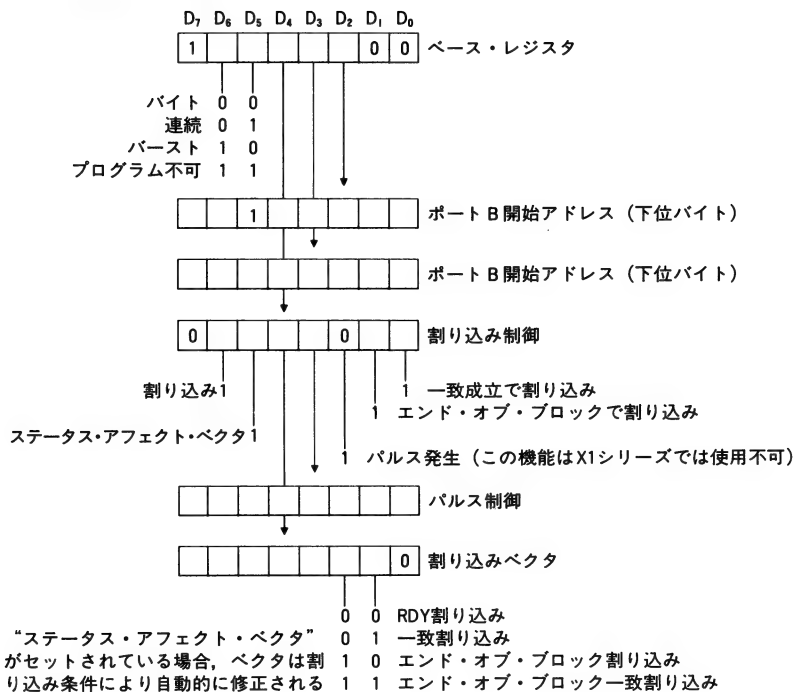 D₇ D₆ D₅ D₄ D₃ D₂ D₁ D₀
1 0 0 ベース・レジスタ
バイト 0 0
連続 0 1
バースト 1 0
プログラム不可 1 1
1 ポートB開始アドレス（下位バイト）
ポートB開始アドレス（下位バイト）
0 0 割り込み制御
割り込み1
1 一致成立で割り込み
1 エンド・オブ・ブロックで割り込み
ステータス・アフェクト・ベクタ1
1 パルス発生（この機能はX1シリーズでは使用不可）
パルス制御
0 割り込みベクタ
0 0 RDY割り込み
“ステータス・アフェクト・ベクタ” 0 1 一致割り込み
がセットされている場合，ベクタは割 1 0 エンド・オブ・ブロック割り込み
り込み条件により自動的に修正される 1 1 エンド・オブ・ブロック一致割り込み